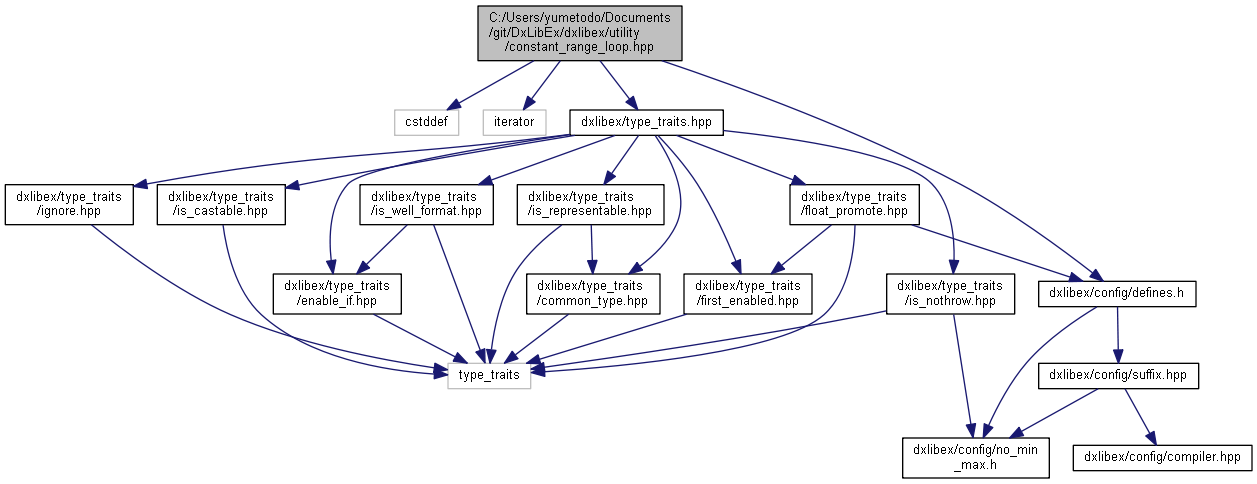 C:/Users/yumetodo/Documents
/git/DxLibEx/dxlibex/utility
/constant_range_loop.hpp
cstddef
iterator
dxlibex/type_traits.hpp
dxlibex/type_traits
/ignore.hpp
dxlibex/type_traits
/is_castable.hpp
dxlibex/type_traits
/is_well_format.hpp
dxlibex/type_traits
/is_representable.hpp
dxlibex/type_traits
/float_promote.hpp
dxlibex/type_traits
/enable_if.hpp
dxlibex/type_traits
/common_type.hpp
dxlibex/type_traits
/first_enabled.hpp
dxlibex/type_traits
/is_nothrow.hpp
dxlibex/config/defines.h
type_traits
dxlibex/config/suffix.hpp
dxlibex/config/no_min
_max.h
dxlibex/config/compiler.hpp